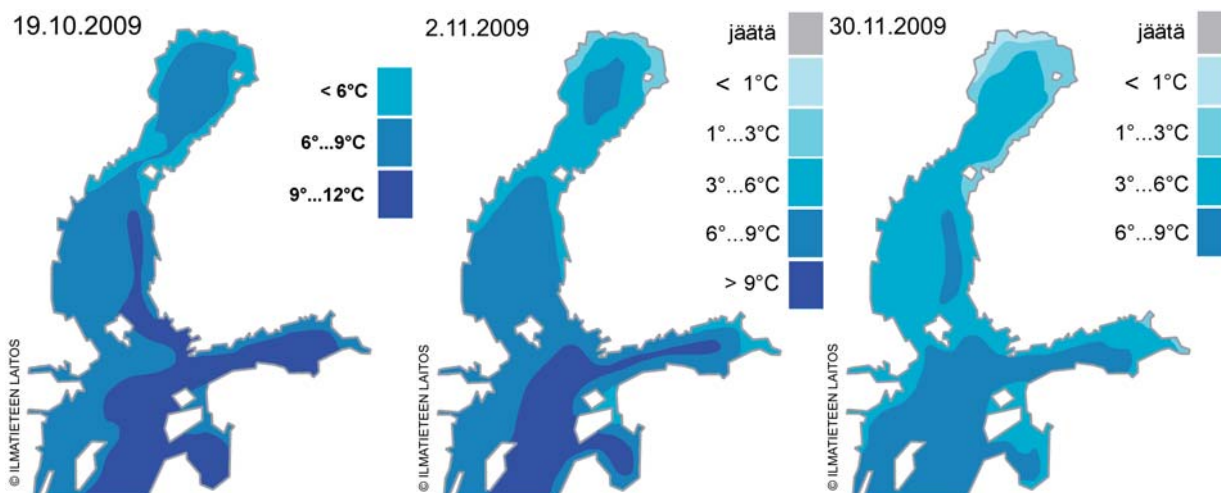 19.10.2009
< 6°C
6°...9°C
9°...12°C
© ILMATIETEEN LAITOS
2.11.2009
jäätä
< 1°C
1°...3°C
3°...6°C
6°...9°C
> 9°C
© ILMATIETEEN LAITOS
30.11.2009
jäätä
< 1°C
1°...3°C
3°...6°C
6°...9°C
© ILMATIETEEN LAITOS